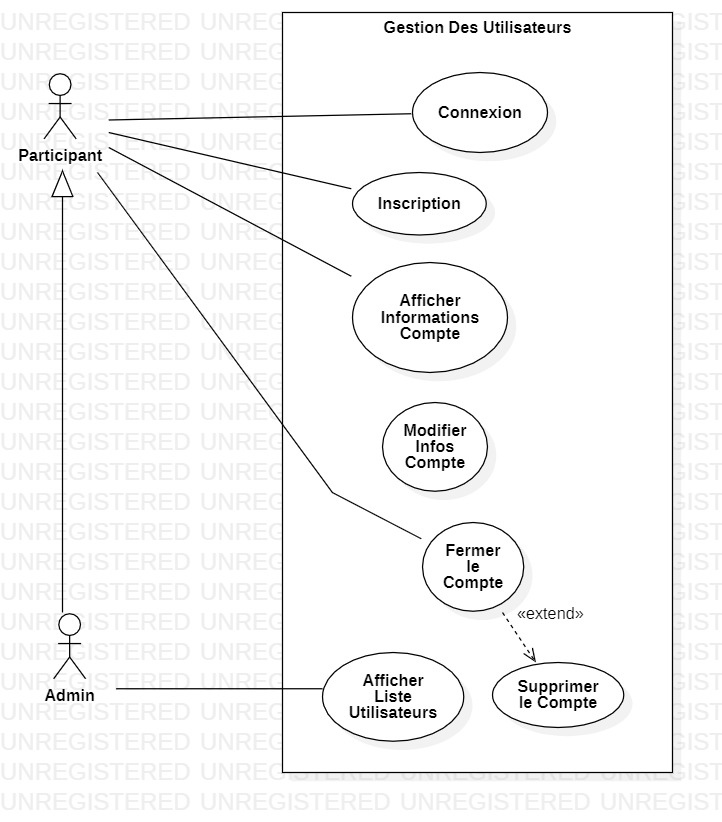 Gestion Des Utilisateurs
Connexion
Participant
Inscription
Afficher
Informations
Compte
Modifier
Infos
Compte
Fermer
le
Compte
«extend»
Admin
Afficher
Liste
Utilisateurs
Supprimer
le Compte
UNREGISTERED UNREGISTERED UNREGISTERED UNREGIST